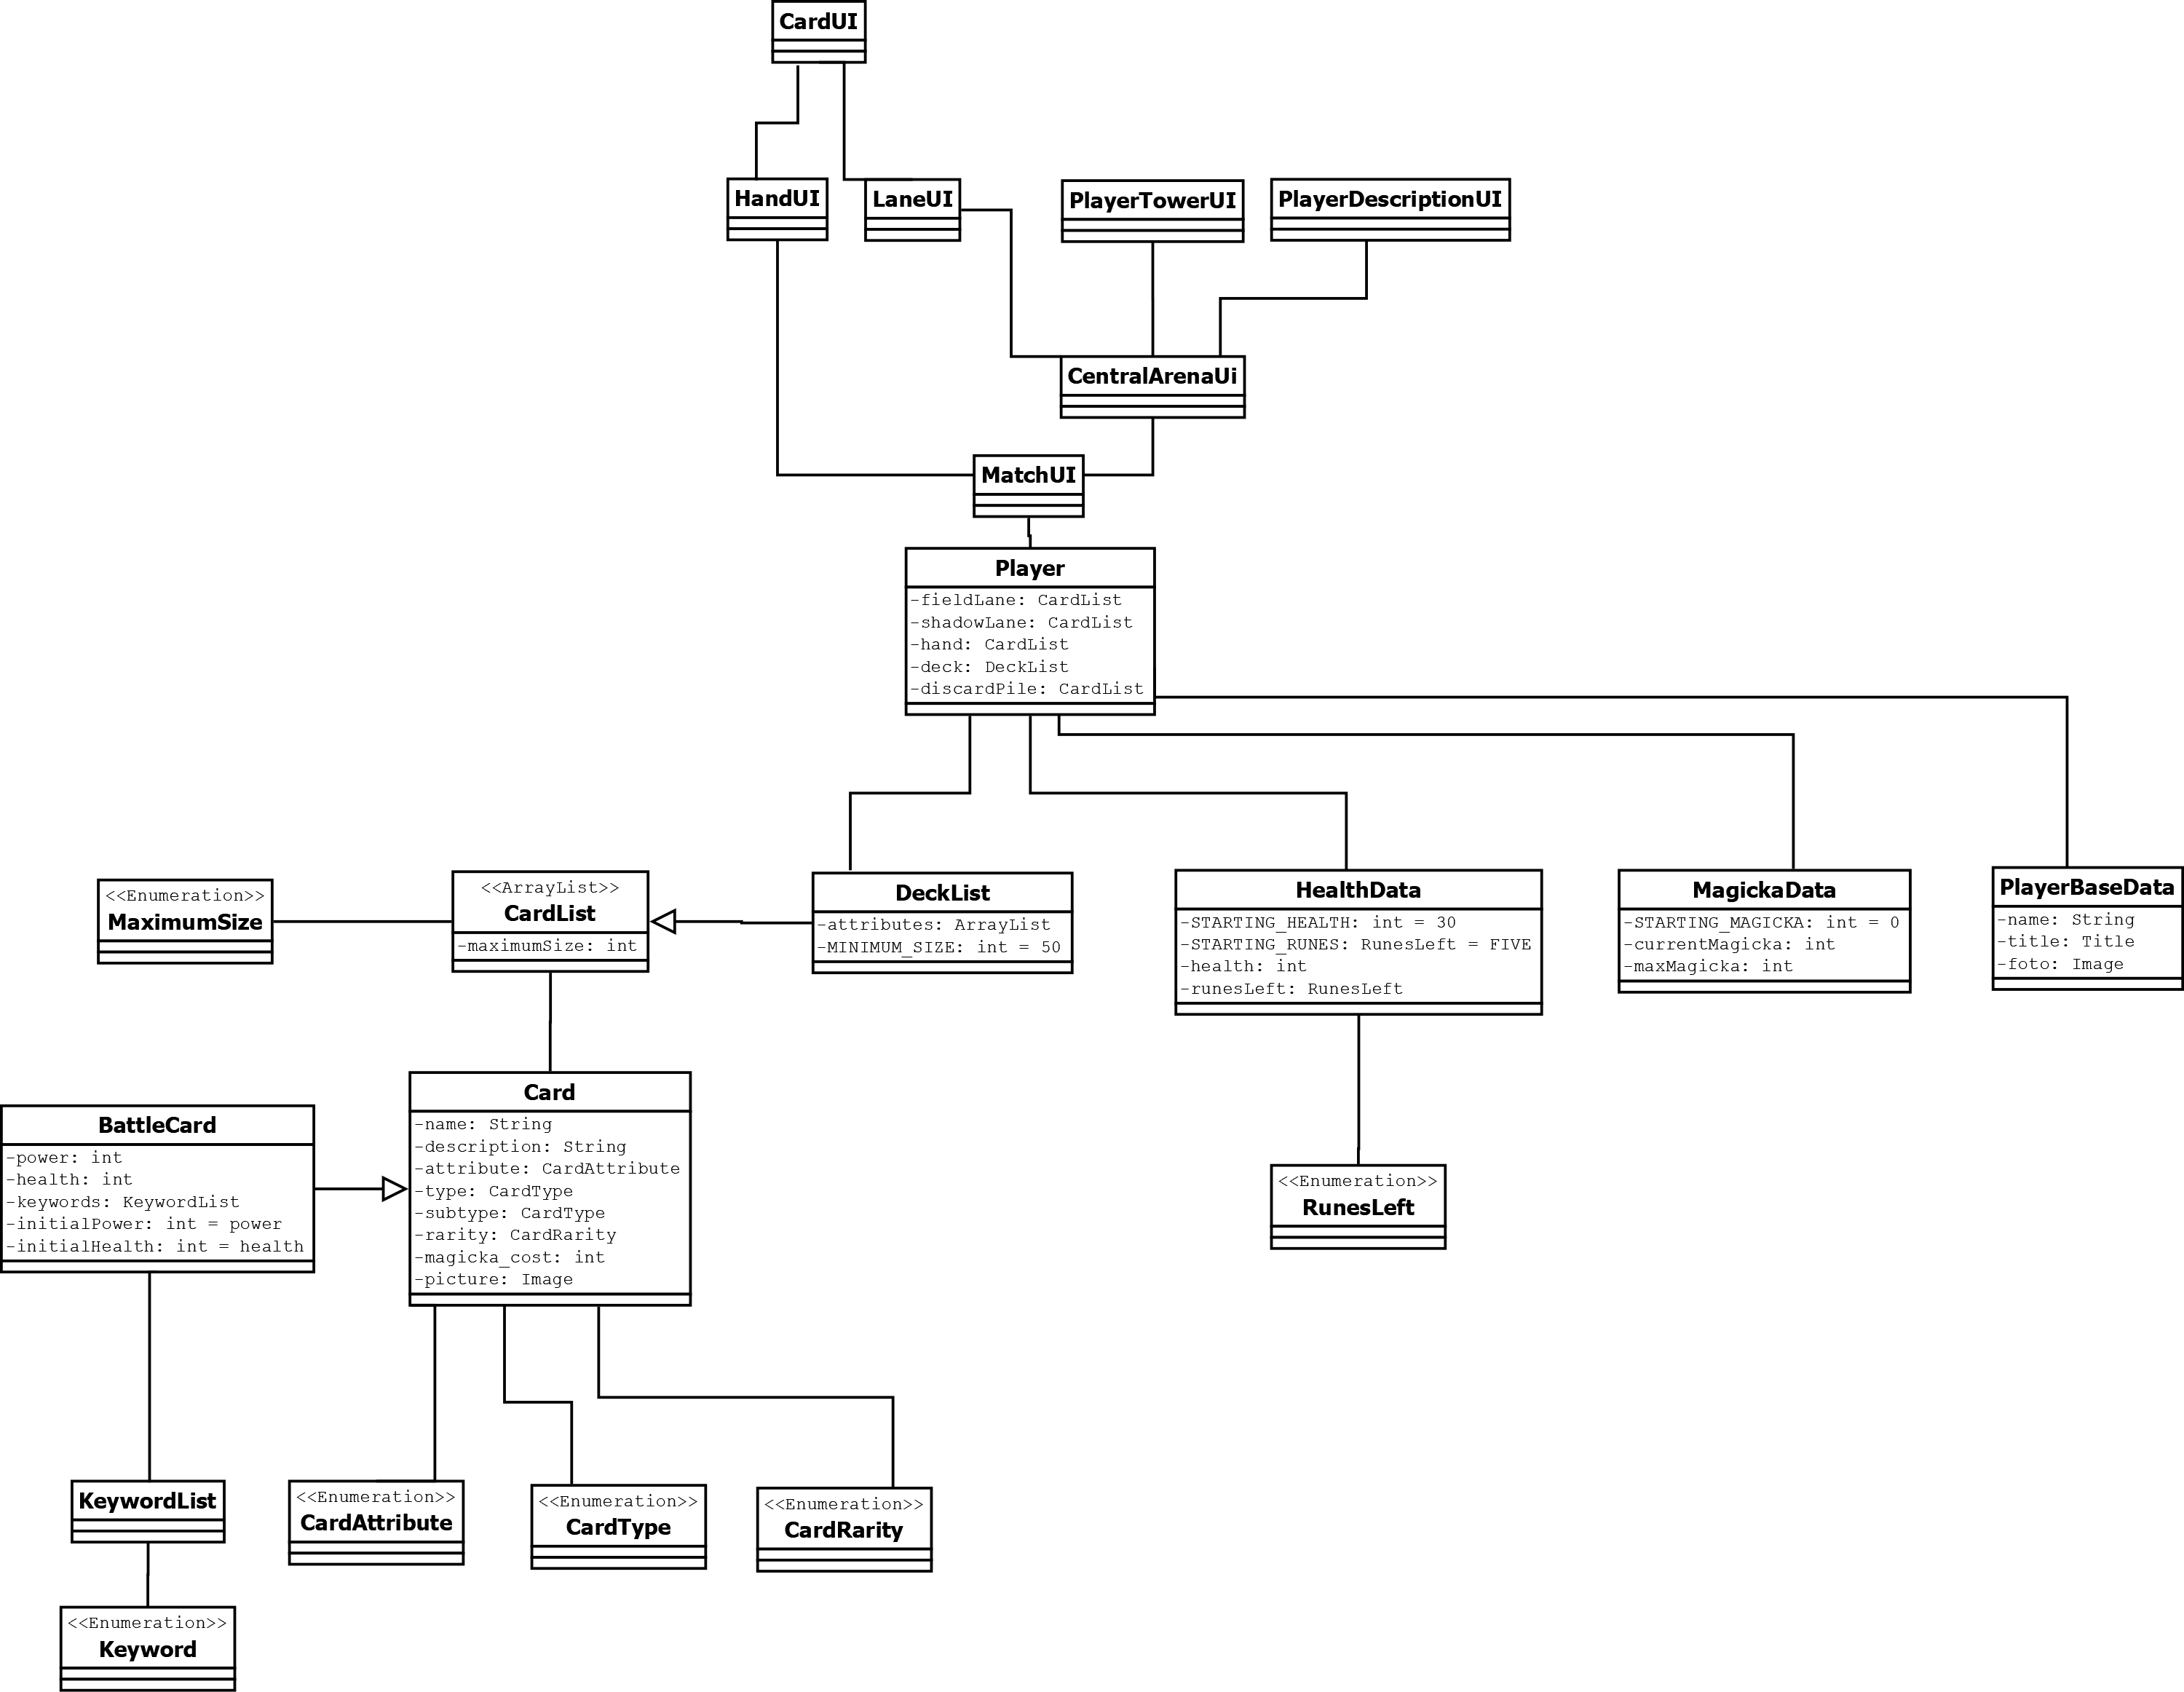 CardUI
HandUI
LaneUI
PlayerTowerUI
PlayerDescriptionUI
CentralArenaUi
MatchUI
Player
-fieldLane: CardList
-shadowLane: CardList
-hand: CardList
-deck: DeckList
-discardPile: CardList
<<Enumeration>>
MaximumSize
<<ArrayList>>
CardList
-maximumSize: int
DeckList
-attributes: ArrayList
-MINIMUM_SIZE: int = 50
HealthData
-STARTING_HEALTH: int = 30
-STARTING_RUNES: RunesLeft = FIVE
-health: int
-runesLeft: RunesLeft
MagickaData
-STARTING_MAGICKA: int = 0
-currentMagicka: int
-maxMagicka: int
PlayerBaseData
-name: String
-title: Title
-foto: Image
BattleCard
-power: int
-health: int
-keywords: KeywordList
-initialPower: int = power
-initialHealth: int = health
Card
-name: String
-description: String
-attribute: CardAttribute
-type: CardType
-subtype: CardType
-rarity: CardRarity
-magicka_cost: int
-picture: Image
<<Enumeration>>
RunesLeft
KeywordList
<<Enumeration>>
CardAttribute
<<Enumeration>>
CardType
<<Enumeration>>
CardRarity
<<Enumeration>>
Keyword